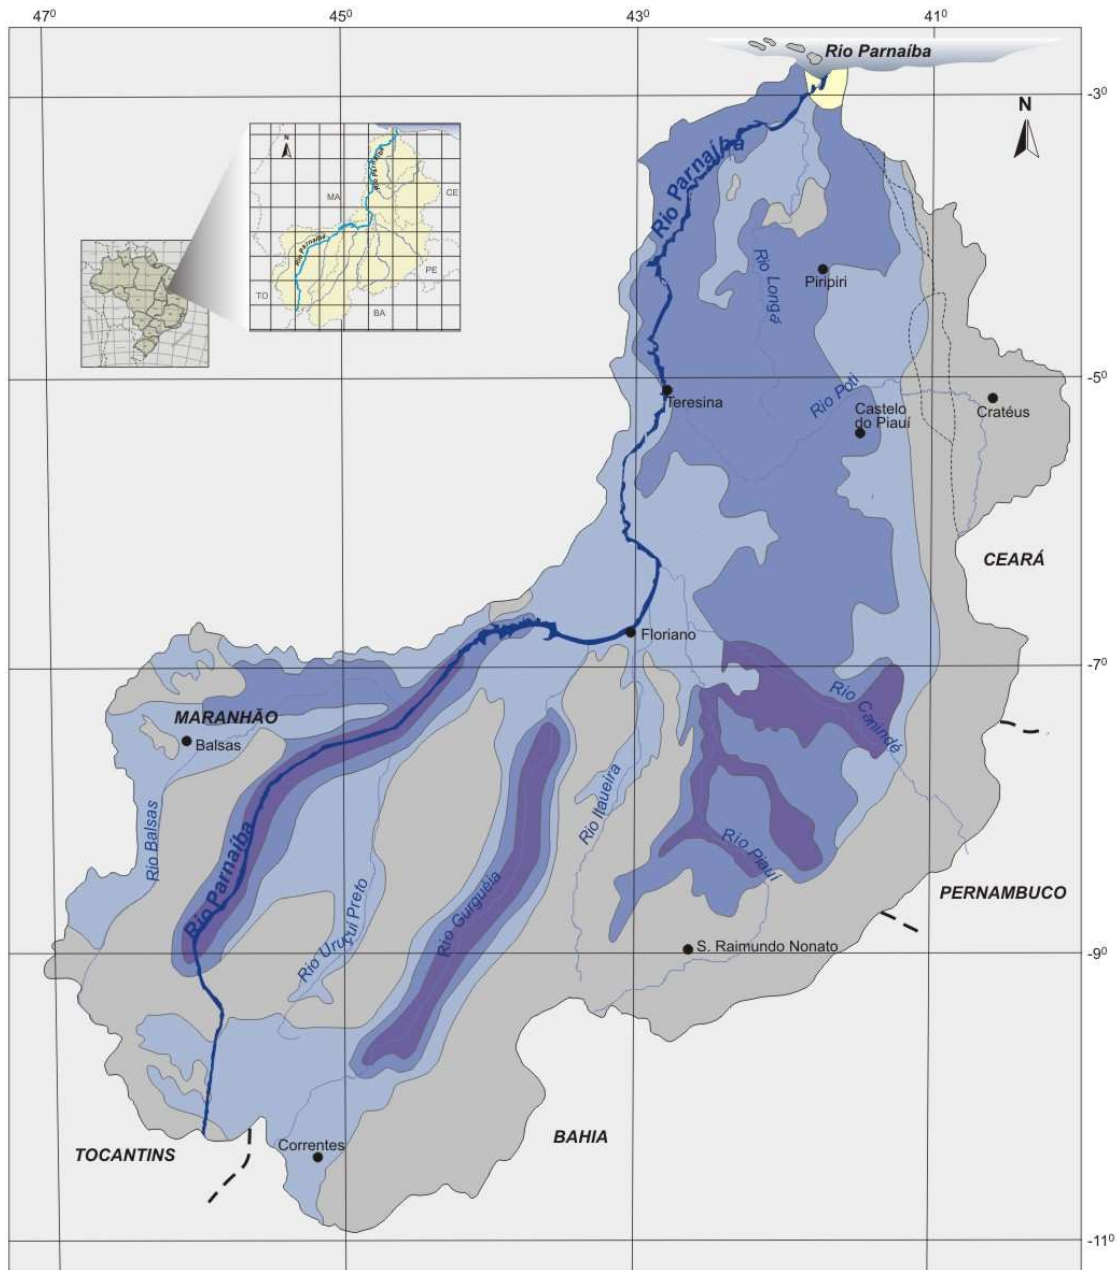 47⁰
45⁰
43⁰
41⁰
Rio Parnaíba
-3⁰
N
N
Rio Parnaíba
MA
CE
Rio Parnaíba
PE
TO
BA
Rio Parnaíba
Rio Longá
Piripiri
-5⁰
Teresina
Rio Poti
Castelo
do Piauí
Cratéus
CEARÁ
Floriano
-7⁰
MARANHÃO
Balsas
Rio Canindé
Rio Balsas
Rio Parnaíba
Rio Itaueira
Rio Piauí
Rio Uruçuí Preto
Rio Gurguéia
PERNAMBUCO
S. Raimundo Nonato
-9⁰
TOCANTINS
Correntes
BAHIA
-11⁰